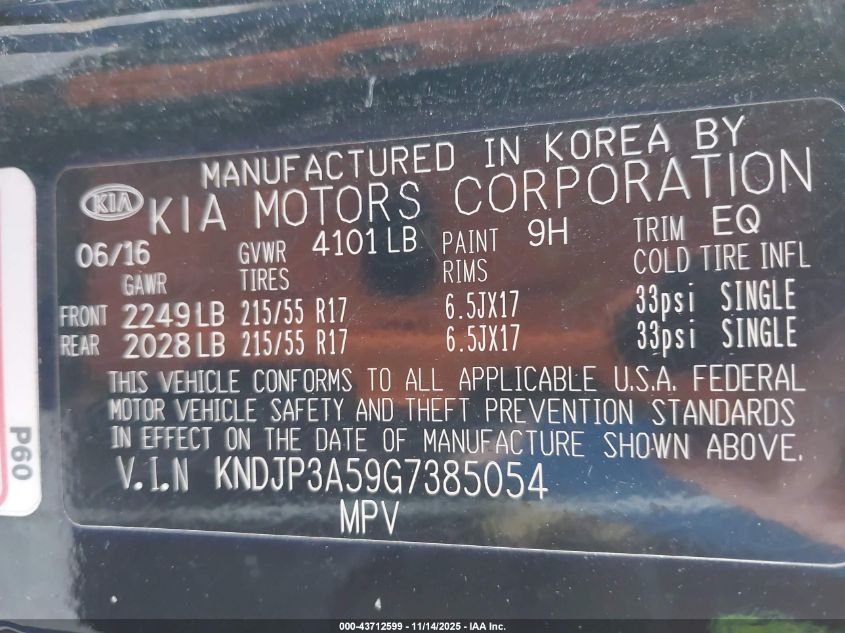 MANUFACTURED IN KOREA BY
KIA KIA MOTORS CORPORATION
06/16 GVWR 4101 LB PAINT 9H TRIM EQ
GAWR TIRES RIMS COLD TIRE INFL
FRONT 2249 LB 215/55 R17 6.5JX17 33psi SINGLE
REAR 2028 LB 215/55 R17 6.5JX17 33psi SINGLE
THIS VEHICLE CONFORMS TO ALL APPLICABLE U.S.A. FEDERAL
MOTOR VEHICLE SAFETY AND THEFT PREVENTION STANDARDS
IN EFFECT ON THE DATE OF MANUFACTURE SHOWN ABOVE.
V.I.N KNDJP3A59G7385054
MPV
P60
000-43712599 - 11/14/2025 - IAA Inc.